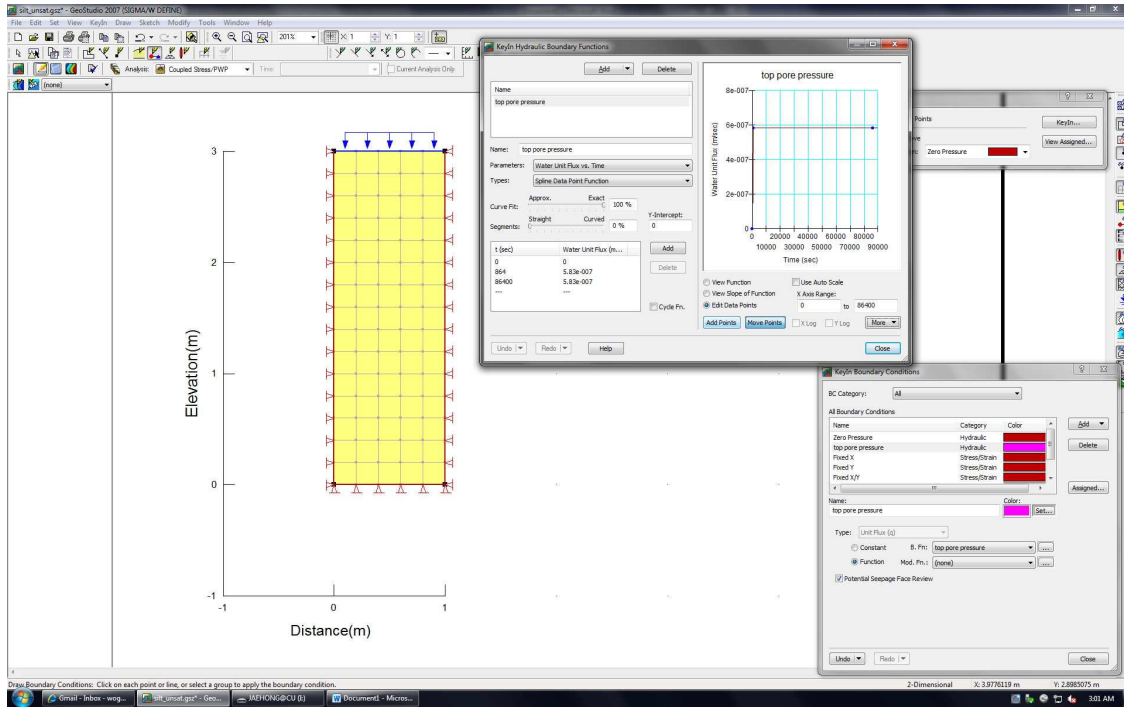 silt_unsat.gsz* - GeoStudio 2007 (SIGMA/W DEFINE)
File Edit Set View KeyIn Draw Sketch Modify Tools Window Help
201% X: 1 Y: 1
Analysis: Coupled Stress/PWP Time: Current Analysis Only
(none)
3
2
1
0
-1
-1 0 1
Elevation(m)
Distance(m)
KeyIn Hydraulic Boundary Functions
Add Delete
Name
top pore pressure
Name: top pore pressure
Parameters: Water Unit Flux vs. Time
Types: Spline Data Point Function
Approx. Exact
Curve Fit: 100 %
Straight Curved Y-Intercept:
Segments: 0 % 0
t (sec) Water Unit Flux (m...
0 0
864 5.83e-007
86400 5.83e-007
--- ---
Add
Delete
Cycle Fn.
Undo Redo Help
top pore pressure
8e-007
6e-007
4e-007
2e-007
0
Water Unit Flux (m/sec)
0 20000 40000 60000 80000
10000 30000 50000 70000 90000
Time (sec)
View Function Use Auto Scale
View Slope of Function X Axis Range:
Edit Data Points 0 to 86400
Add Points Move Points X Log Y Log More
Close
Points
KeyIn...
View Assigned...
Zero Pressure
KeyIn Boundary Conditions
BC Category: All
All Boundary Conditions
Name Category Color
Zero Pressure Hydraulic
top pore pressure Hydraulic
Fixed X Stress/Strain
Fixed Y Stress/Strain
Fixed X/Y Stress/Strain
Add
Delete
Assigned...
Name: Color:
top pore pressure Set...
Type: Unit Flux (q)
Constant B. Fn: top pore pressure ...
Function Mod. Fn.: (none) ...
Potential Seepage Face Review
Undo Redo Close
Draw Boundary Conditions: Click on each point or line, or select a group to apply the boundary condition. 2-Dimensional X: 3.9776119 m Y: 2.8985075 m
Gmail - Inbox - wog... silt_unsat.gsz* - Geo... JAEHONG@CU (I:) Document1 - Micros... 3:01 AM